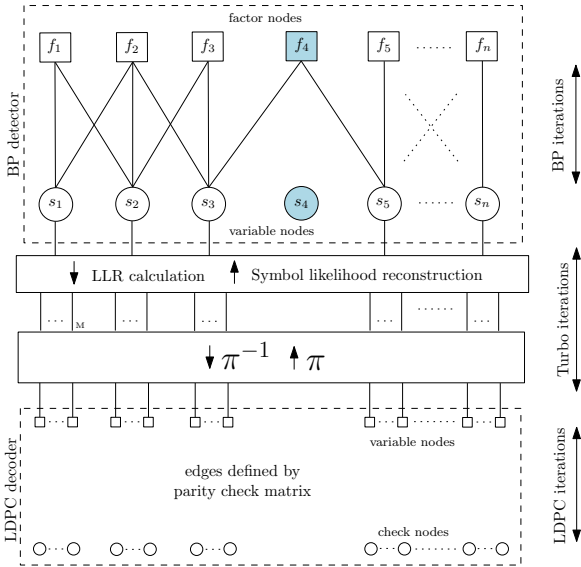 factor nodes
f1 f2 f3 f4 f5 ...... fn
BP detector
BP iterations
s1 s2 s3 s4 s5 ...... sn
variable nodes
LLR calculation Symbol likelihood reconstruction
... M ... ... ... ...... ...
Turbo iterations
π−1 π
variable nodes
LDPC decoder
edges defined by
parity check matrix
LDPC iterations
check nodes